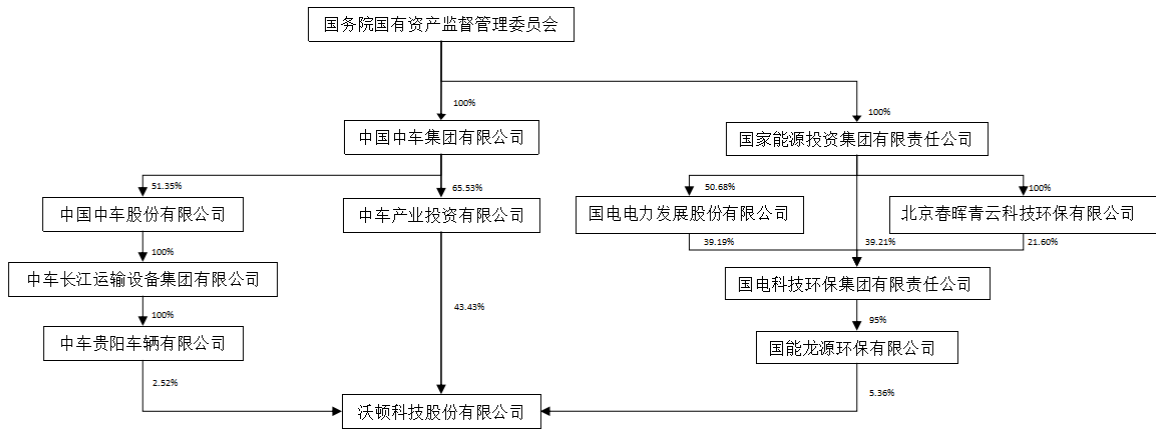 国务院国有资产监督管理委员会
100%
100%
中国中车集团有限公司
国家能源投资集团有限责任公司
51.35%
65.53%
50.68%
100%
中国中车股份有限公司
中车产业投资有限公司
国电电力发展股份有限公司
北京春晖青云科技环保有限公司
39.19%
39.21%
21.60%
100%
中车长江运输设备集团有限公司
国电科技环保集团有限责任公司
43.43%
100%
95%
中车贵阳车辆有限公司
国能龙源环保有限公司
2.52%
5.36%
沃顿科技股份有限公司